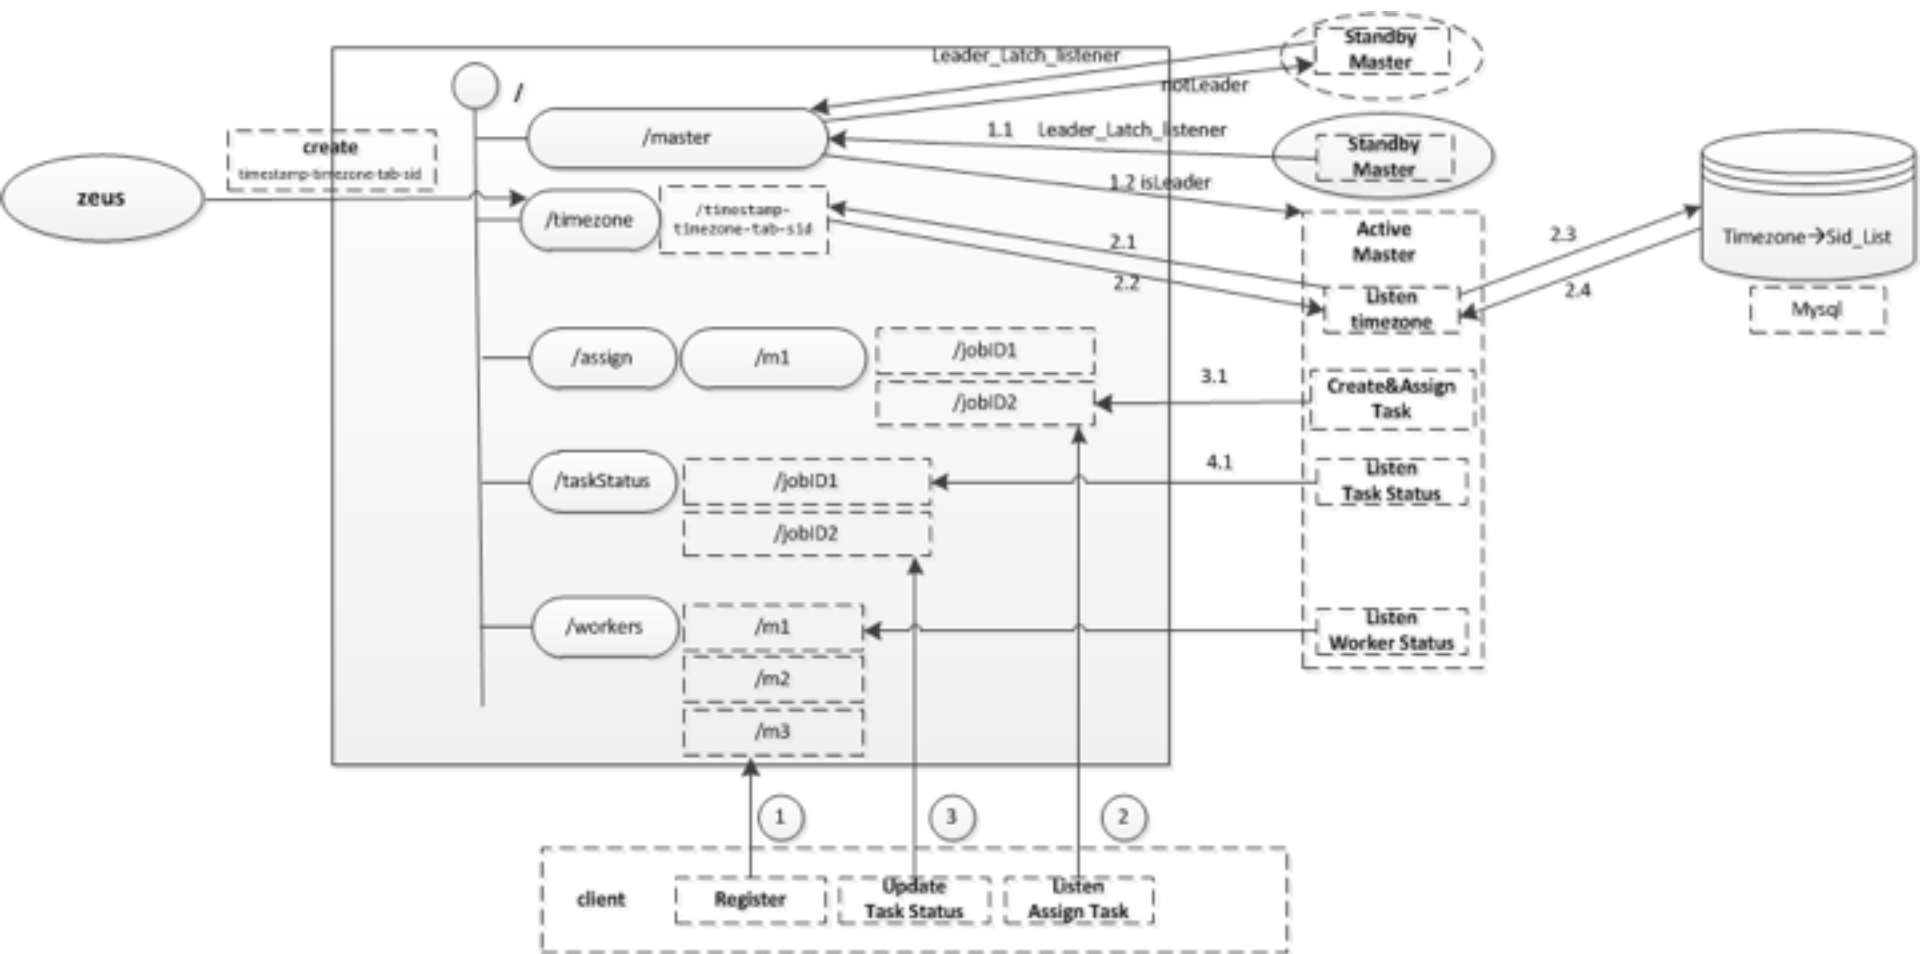 Leader_Latch_listener
Standby
Master
notLeader
/
create
timestamp-timezone-tab-sid
/master
1.1 Leader_Latch_listener
Standby
Master
zeus
1.2 isLeader
/timezone
/timestamp-
timezone-tab-sid
Active
Master
2.1
2.2
Listen
timezone
2.3
2.4
Timezone→Sid_List
Mysql
/assign
/m1
/jobID1
/jobID2
3.1
Create&Assign
Task
/taskStatus
/jobID1
/jobID2
4.1
Listen
Task Status
/workers
/m1
/m2
/m3
Listen
Worker Status
1
3
2
client
Register
Update
Task Status
Listen
Assign Task